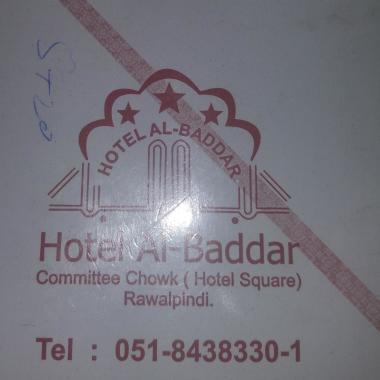 HOTEL AL-BADDAR
Hotel Al-Baddar
Committee Chowk ( Hotel Square)
Rawalpindi.
Tel : 051-8438330-1